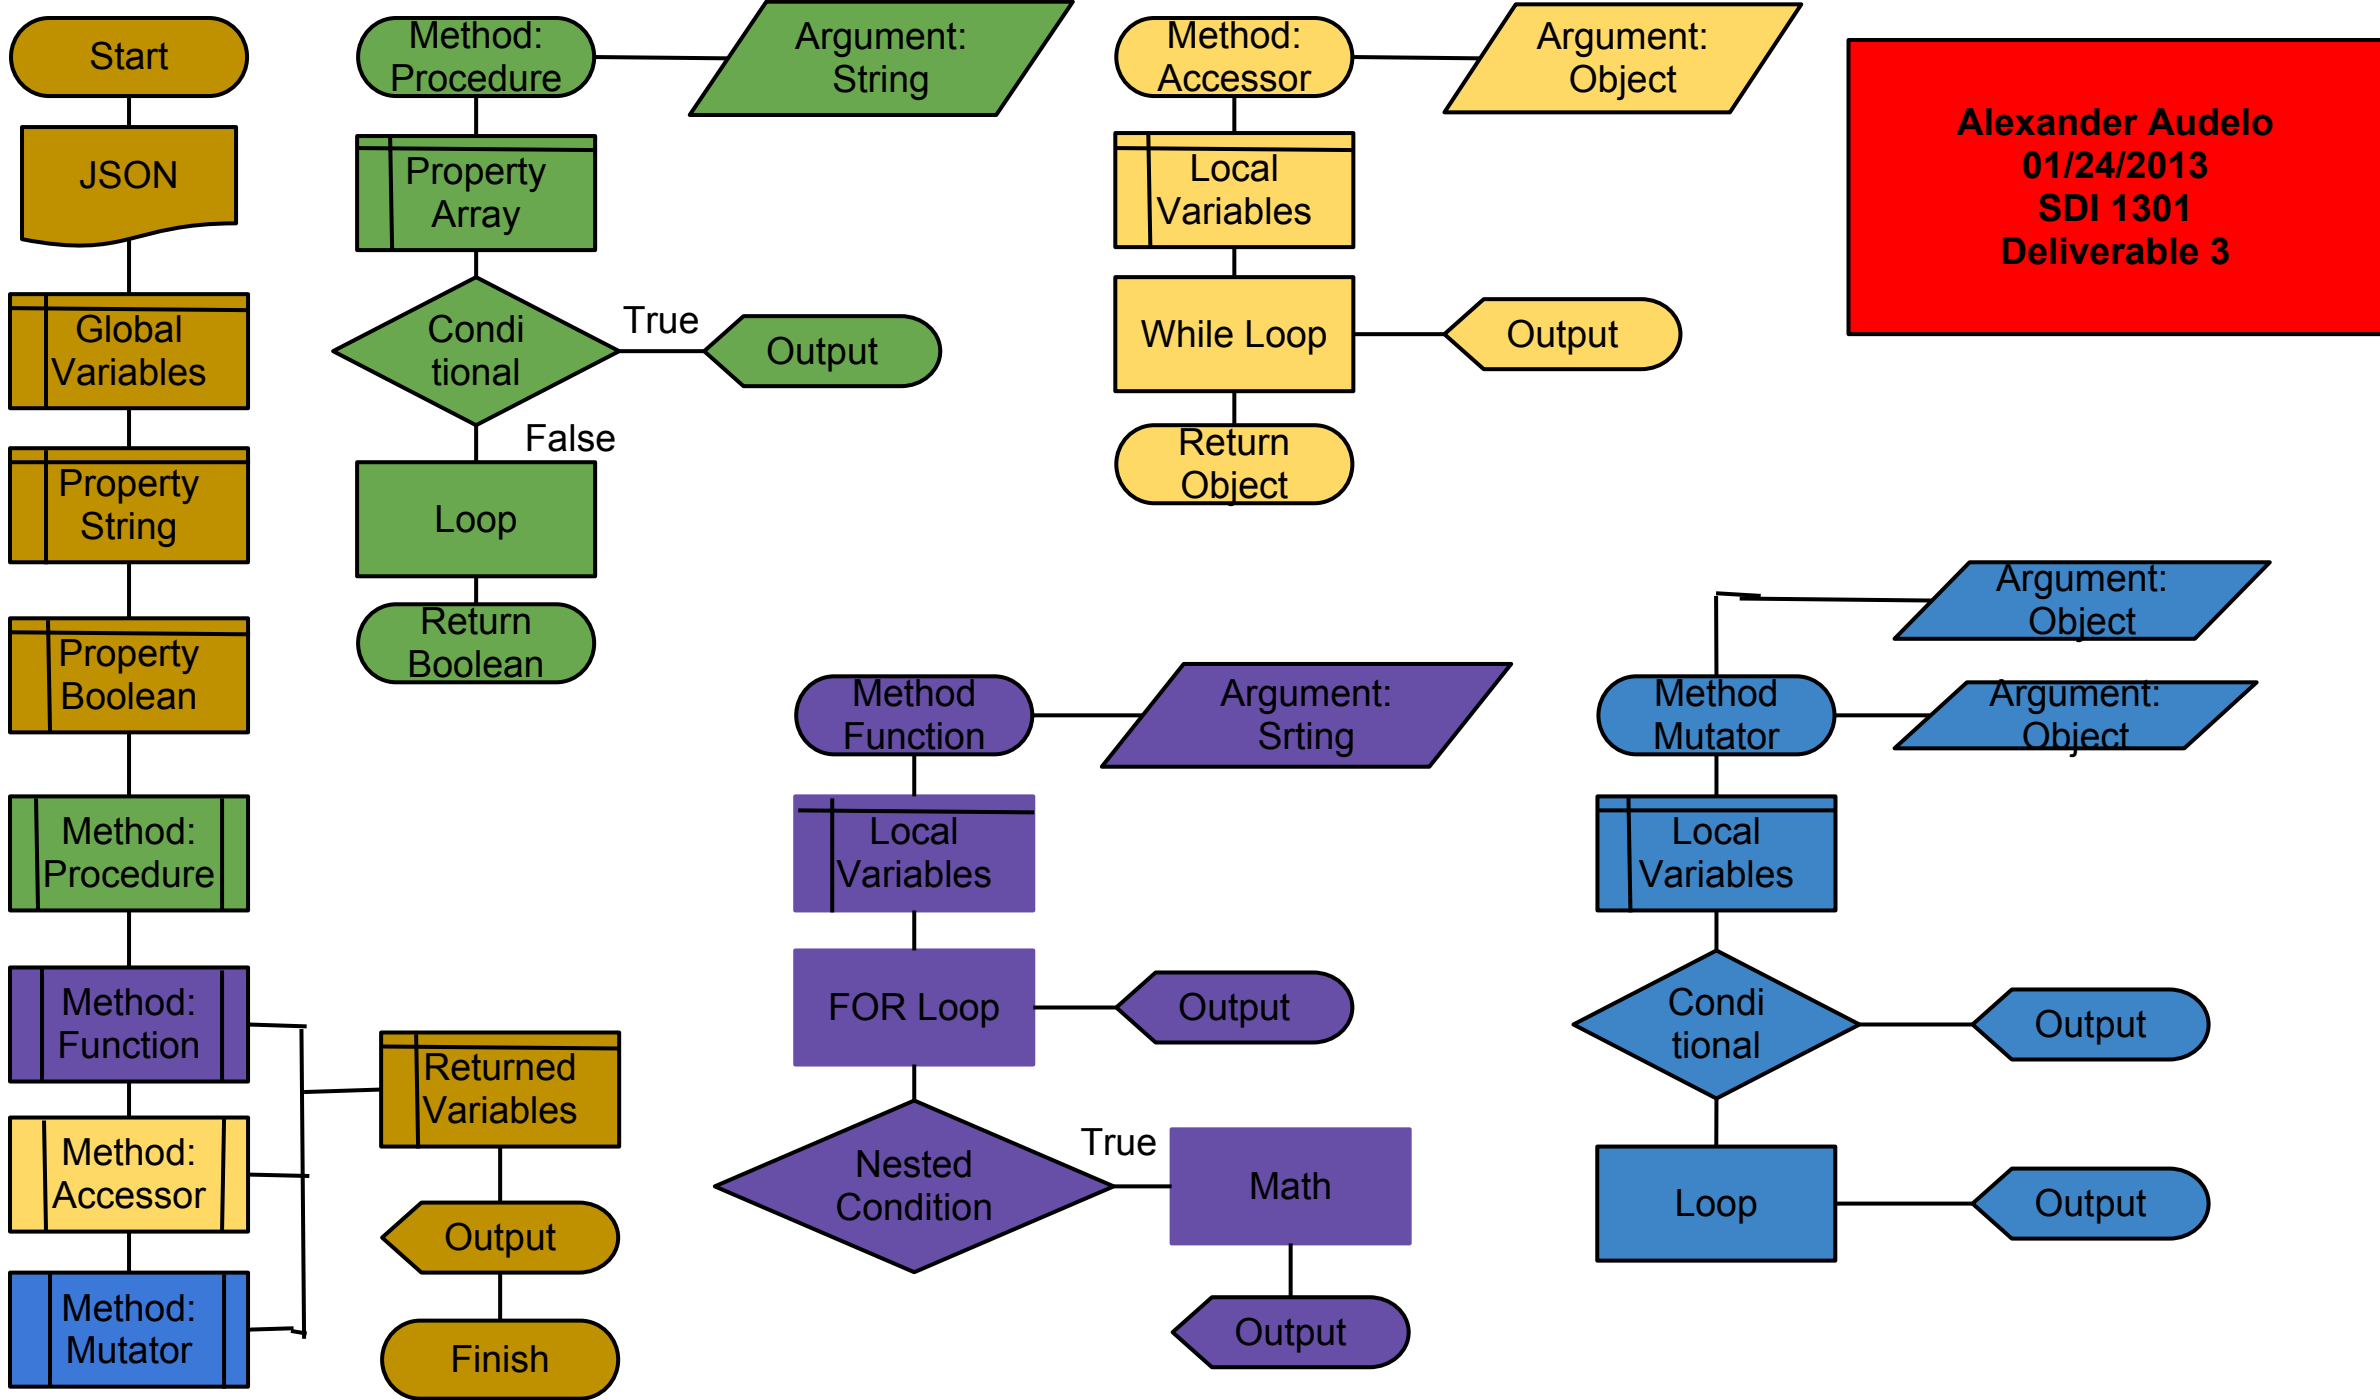 Start
JSON
Global
Variables
Property
String
Property
Boolean
Method:
Procedure
Method:
Function
Method:
Accessor
Method:
Mutator
Returned
Variables
Output
Finish
Method:
Procedure
Argument:
String
Property
Array
Condi
tional
True
Output
False
Loop
Return
Boolean
Method:
Accessor
Argument:
Object
Local
Variables
While Loop
Output
Return
Object
Alexander Audelo
01/24/2013
SDI 1301
Deliverable 3
Method
Function
Argument:
Srting
Local
Variables
FOR Loop
Output
Nested
Condition
True
Math
Output
Argument:
Object
Method
Mutator
Argument:
Object
Local
Variables
Condi
tional
Output
Loop
Output